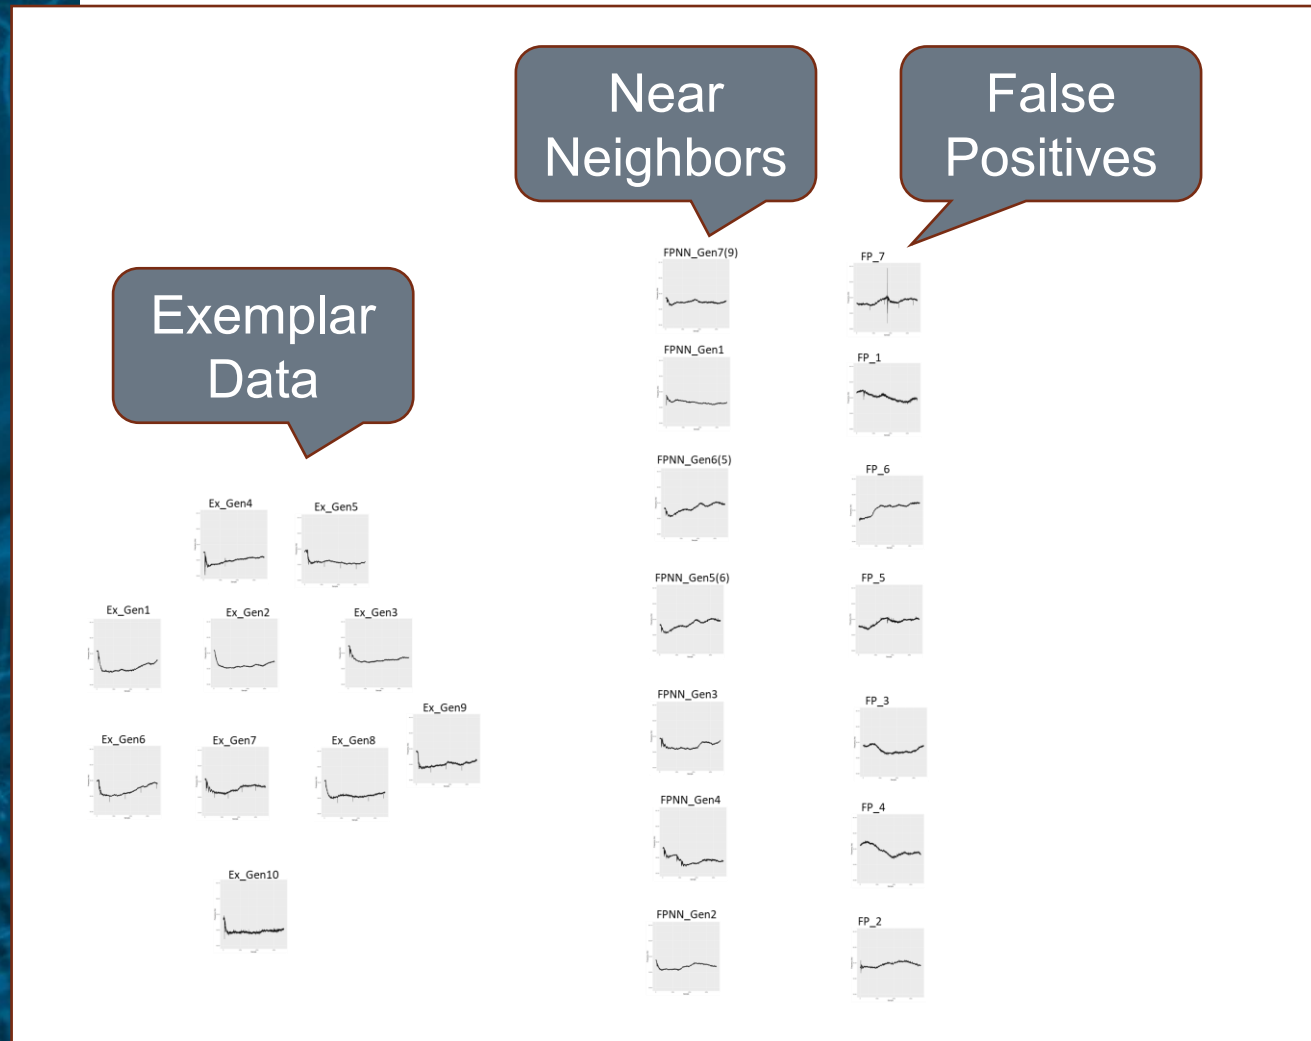 Near
Neighbors
False
Positives
Exemplar
Data
Ex_Gen4
Ex_Gen5
Ex_Gen1
Ex_Gen2
Ex_Gen3
Ex_Gen9
Ex_Gen6
Ex_Gen7
Ex_Gen8
Ex_Gen10
FPNN_Gen7(9)
FPNN_Gen1
FPNN_Gen6(5)
FPNN_Gen5(6)
FPNN_Gen3
FPNN_Gen4
FPNN_Gen2
FP_7
FP_1
FP_6
FP_5
FP_3
FP_4
FP_2